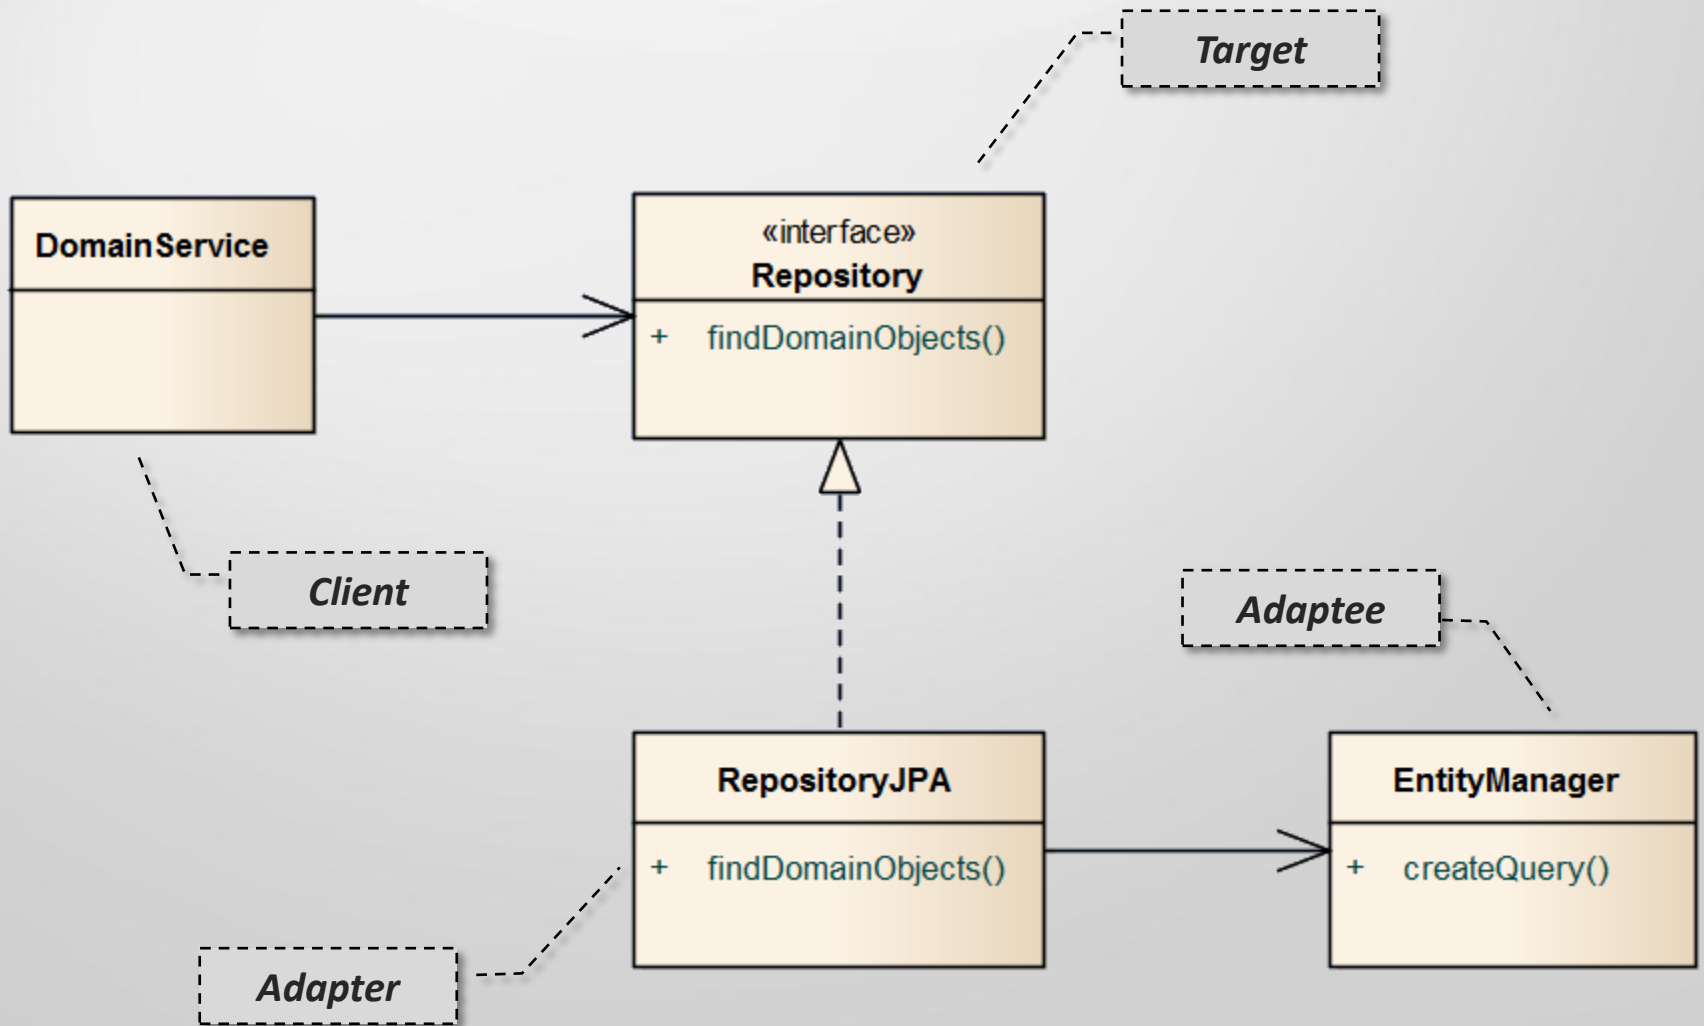 Target
DomainService
«interface»
Repository
+ findDomainObjects()
Client
Adaptee
RepositoryJPA
+ findDomainObjects()
EntityManager
+ createQuery()
Adapter